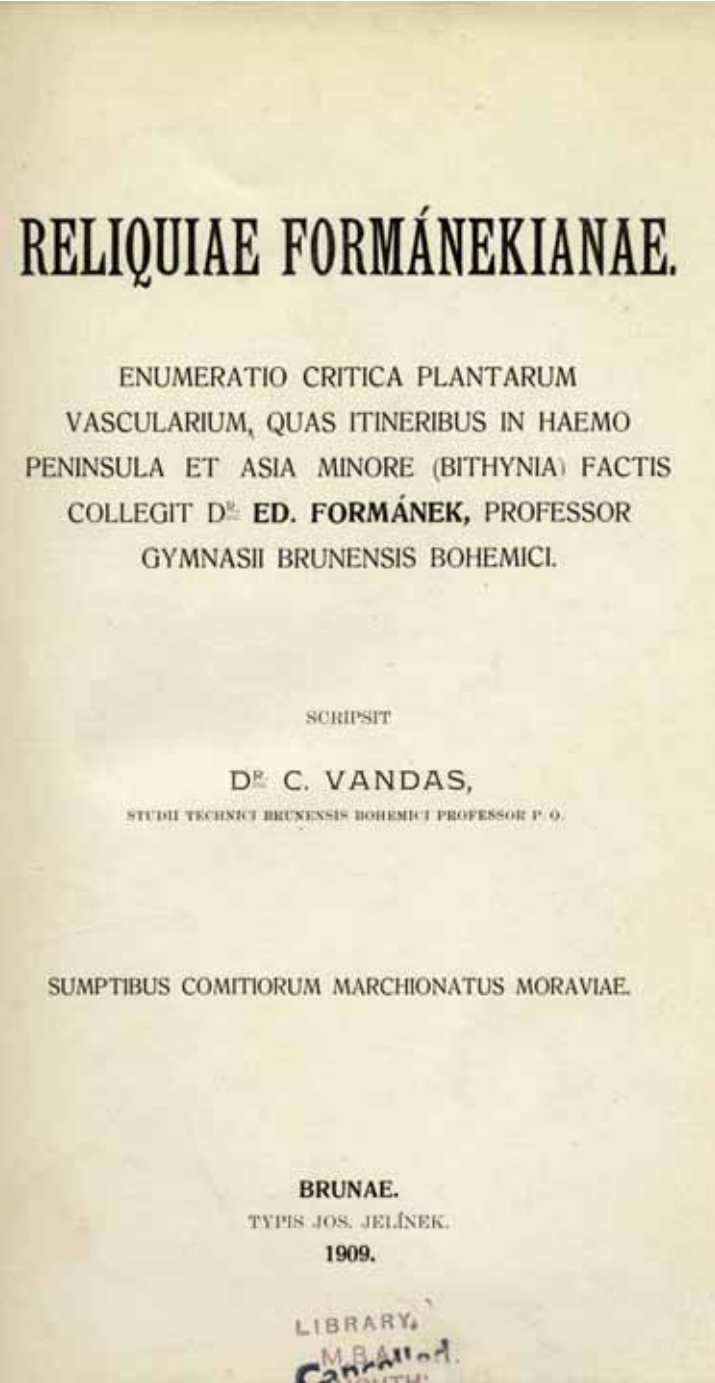 RELIQUIAE FORMÁNEKIANAE.
ENUMERATIO CRITICA PLANTARUM
VASCULARIUM, QUAS ITINERIBUS IN HAEMO
PENINSULA ET ASIA MINORE (BITHYNIA) FACTIS
COLLEGIT DR. ED. FORMÁNEK, PROFESSOR
GYMNASII BRUNENSIS BOHEMICI.
SCRIPSIT
DR. C. VANDAS,
STUDII TECHNICI BRUNENSIS BOHEMICI PROFESSOR P. O.
SUMPTIBUS COMITIORUM MARCHIONATUS MORAVIAE.
BRUNAE.
TYPIS JOS. JELÍNEK.
1909.
LIBRARY,
M.B.A.
Cancelled.